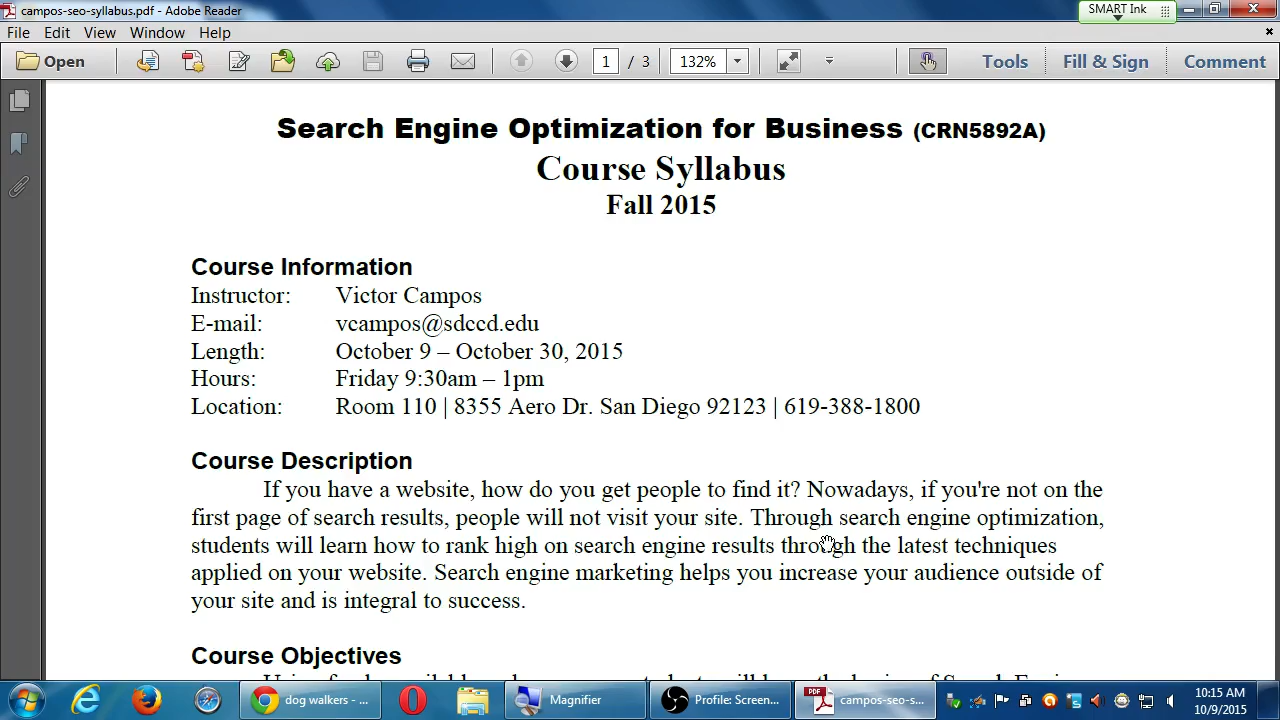 campos-seo-syllabus.pdf - Adobe Reader
SMART Ink
File Edit View Window Help
Open 1 / 3 132% Tools Fill & Sign Comment
Search Engine Optimization for Business (CRN5892A)
Course Syllabus
Fall 2015
Course Information
Instructor: Victor Campos
E-mail: vcampos@sdccd.edu
Length: October 9 – October 30, 2015
Hours: Friday 9:30am – 1pm
Location: Room 110 | 8355 Aero Dr. San Diego 92123 | 619-388-1800
Course Description
If you have a website, how do you get people to find it? Nowadays, if you're not on the
first page of search results, people will not visit your site. Through search engine optimization,
students will learn how to rank high on search engine results through the latest techniques
applied on your website. Search engine marketing helps you increase your audience outside of
your site and is integral to success.
Course Objectives
dog walkers - ... Magnifier Profile: Screen... PDF campos-seo-s... 10:15 AM
10/9/2015